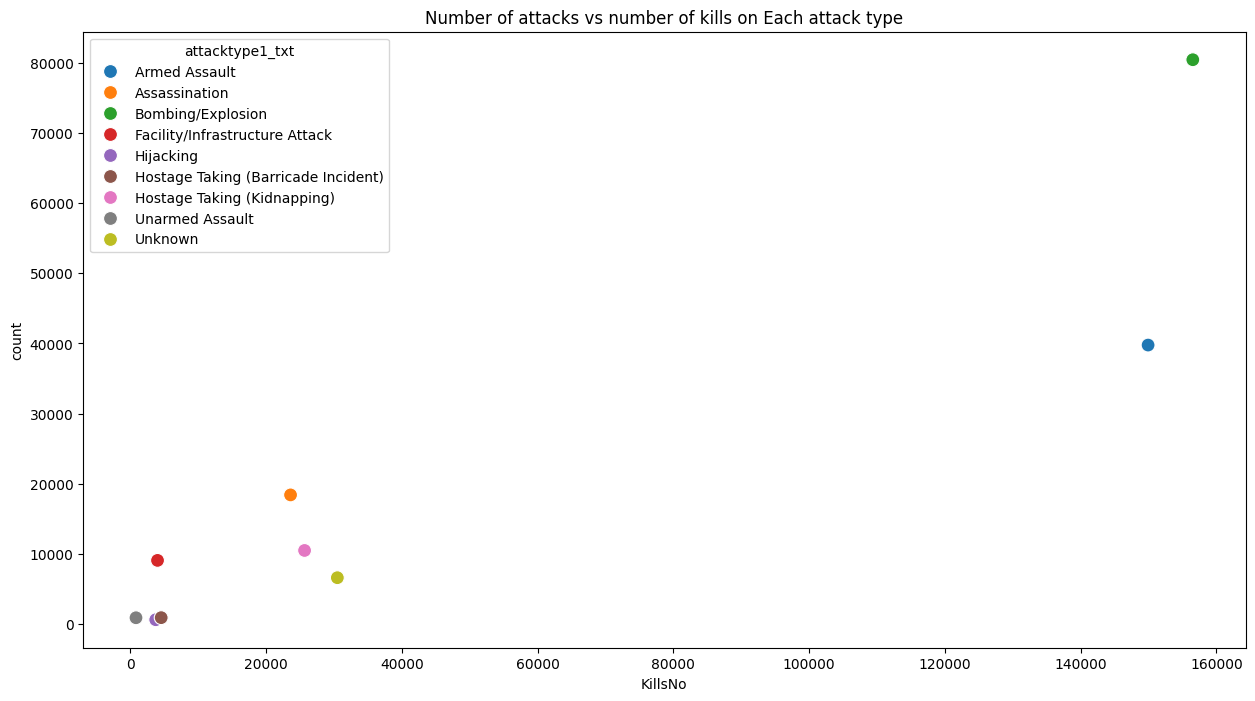 Number of attacks vs number of kills on Each attack type
attacktype1_txt
Armed Assault
Assassination
Bombing/Explosion
Facility/Infrastructure Attack
Hijacking
Hostage Taking (Barricade Incident)
Hostage Taking (Kidnapping)
Unarmed Assault
Unknown
80000
70000
60000
50000
40000
30000
20000
10000
0
count
0 20000 40000 60000 80000 100000 120000 140000 160000
KillsNo